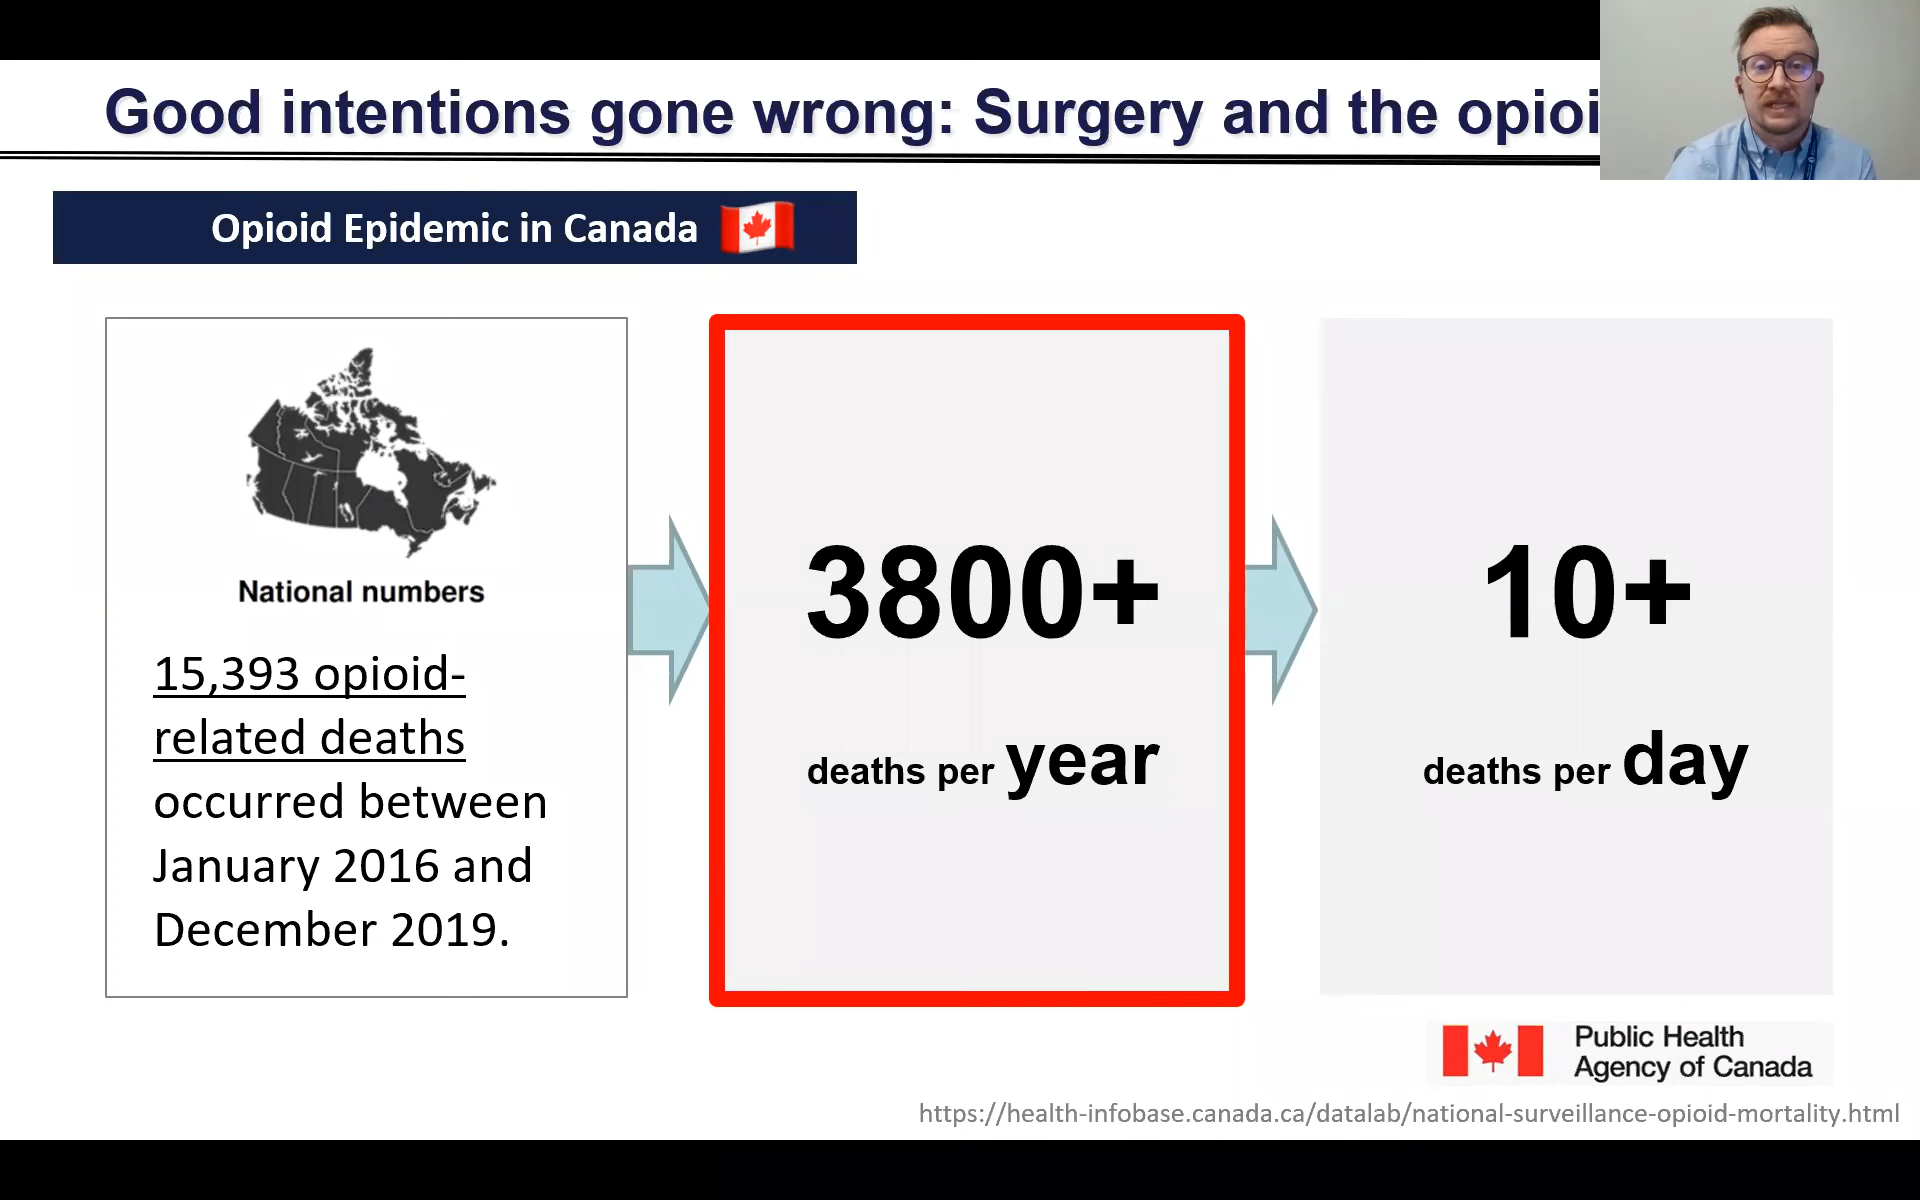 Good intentions gone wrong: Surgery and the opioi
Opioid Epidemic in Canada
National numbers
15,393 opioid-
related deaths
occurred between
January 2016 and
December 2019.
3800+
deaths per year
10+
deaths per day
Public Health
Agency of Canada
https://health-infobase.canada.ca/datalab/national-surveillance-opioid-mortality.html